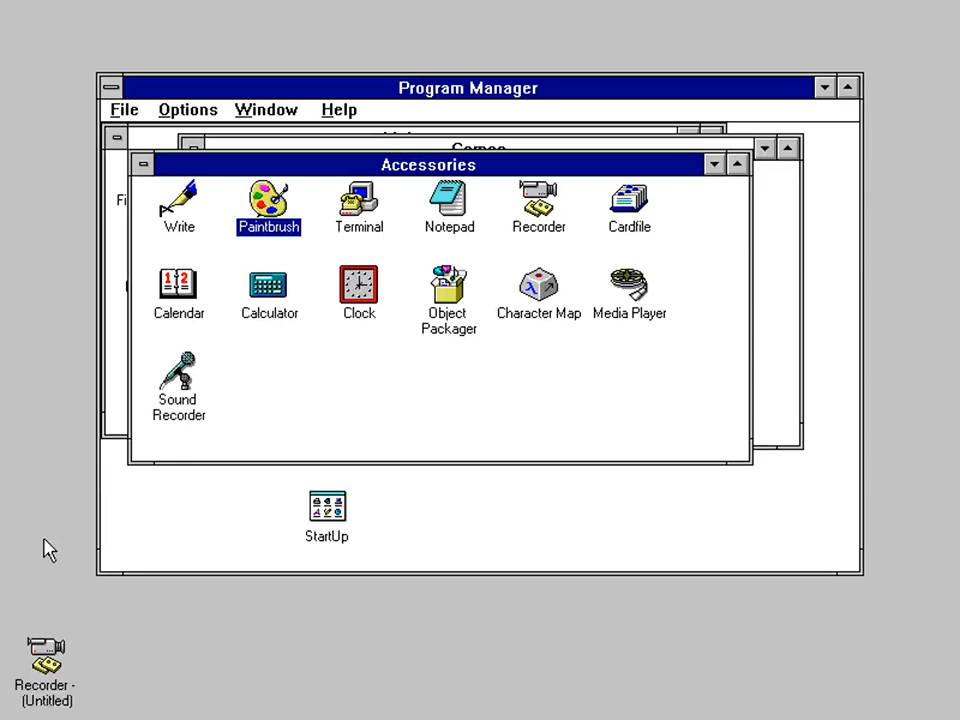 Program Manager
File Options Window Help
Accessories
Write Paintbrush Terminal Notepad Recorder Cardfile
Calendar Calculator Clock Object Packager Character Map Media Player
Sound Recorder
StartUp
Recorder -
(Untitled)